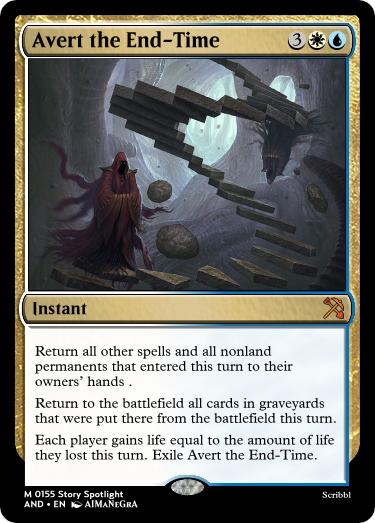 Avert the End-Time 3
Instant
Return all other spells and all nonland
permanents that entered this turn to their
owners' hands .
Return to the battlefield all cards in graveyards
that were put there from the battlefield this turn.
Each player gains life equal to the amount of life
they lost this turn. Exile Avert the End-Time.
M 0155 Story Spotlight
Scribbl
AND • EN AIMaNeGrA